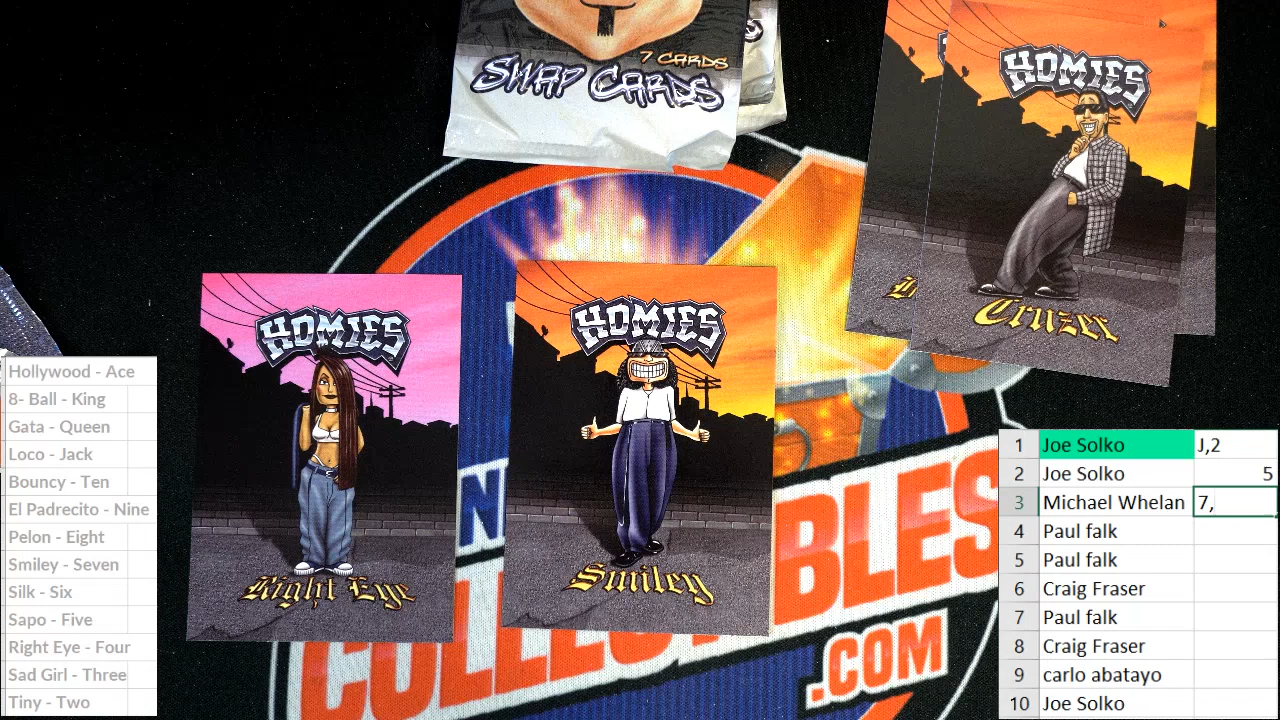 7 CARDS
SWAP CARDS
HOMIES
Cruzer
HOMIES
Right Eye
HOMIES
Smiley
COLLECTIBLES
.COM
Hollywood - Ace
8- Ball - King
Gata - Queen
Loco - Jack
Bouncy - Ten
El Padrecito - Nine
Pelon - Eight
Smiley - Seven
Silk - Six
Sapo - Five
Right Eye - Four
Sad Girl - Three
Tiny - Two
1 Joe Solko J,2
2 Joe Solko 5
3 Michael Whelan 7,
4 Paul falk
5 Paul falk
6 Craig Fraser
7 Paul falk
8 Craig Fraser
9 carlo abatayo
10 Joe Solko